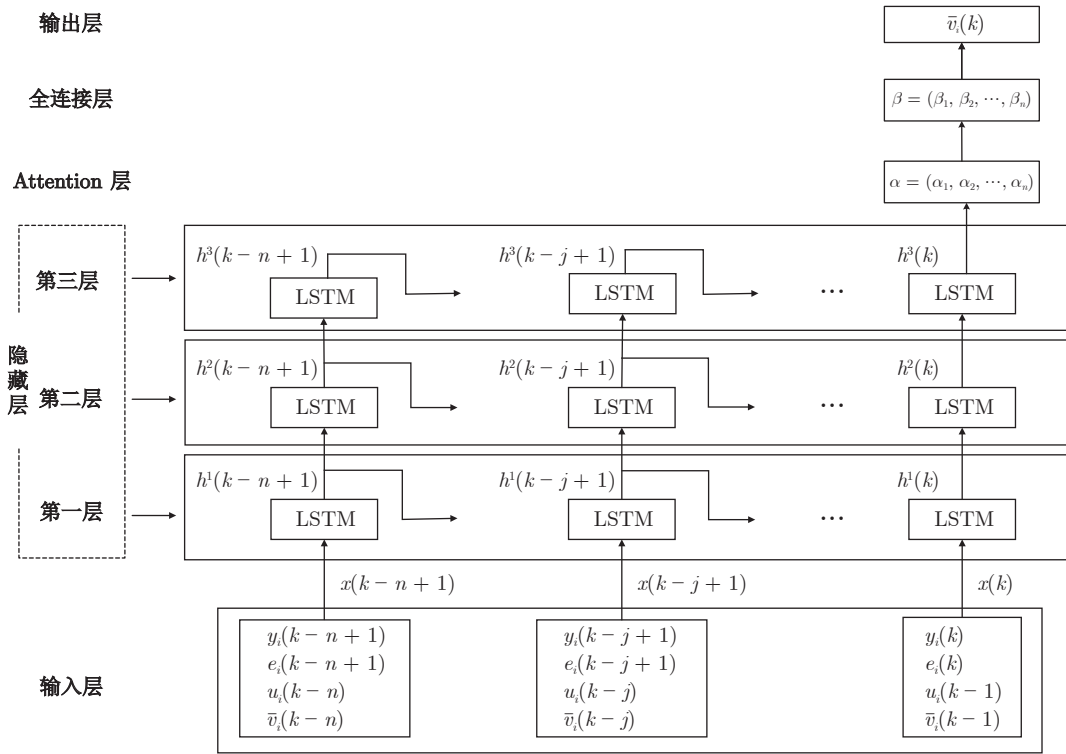 输出层
v̄ᵢ(k)
全连接层
β = (β₁, β₂, ⋯, βₙ)
Attention 层
α = (α₁, α₂, ⋯, αₙ)
隐藏层
第三层
h³(k − n + 1)
h³(k − j + 1)
h³(k)
LSTM
LSTM
⋯
LSTM
第二层
h²(k − n + 1)
h²(k − j + 1)
h²(k)
LSTM
LSTM
⋯
LSTM
第一层
h¹(k − n + 1)
h¹(k − j + 1)
h¹(k)
LSTM
LSTM
⋯
LSTM
x(k − n + 1)
x(k − j + 1)
x(k)
输入层
yᵢ(k − n + 1)
eᵢ(k − n + 1)
uᵢ(k − n)
v̄ᵢ(k − n)
yᵢ(k − j + 1)
eᵢ(k − j + 1)
uᵢ(k − j)
v̄ᵢ(k − j)
yᵢ(k)
eᵢ(k)
uᵢ(k − 1)
v̄ᵢ(k − 1)